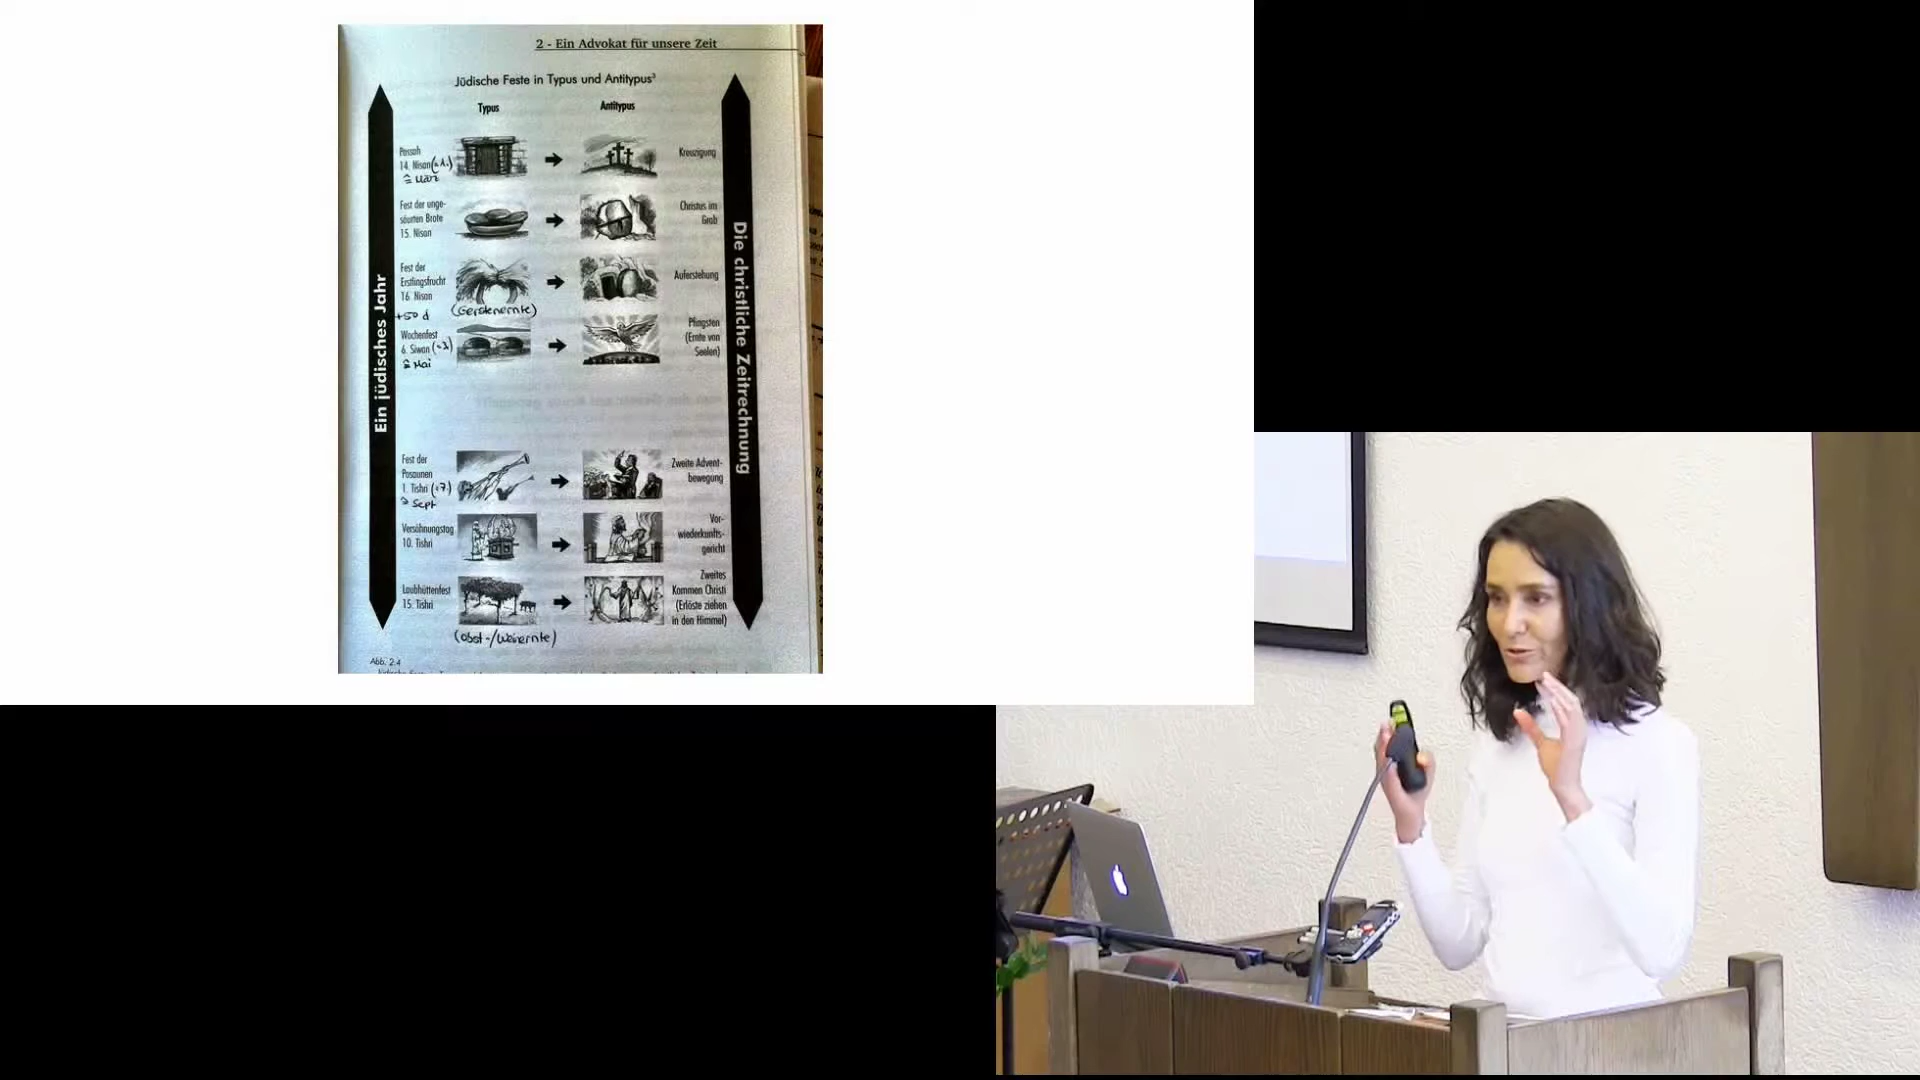 2 - Ein Advokat für unsere Zeit
Jüdische Feste in Typus und Antitypus³
Typus
Antitypus
Ein jüdisches Jahr
Die christliche Zeitrechnung
Passah
14. Nisan (=1.)
≙ März
Kreuzigung
Fest der unge-
säuerten Brote
15. Nisan
Christus im
Grab
Fest der
Erstlingsfrucht
16. Nisan
(Gerstenernte)
Auferstehung
+50 d
Wochenfest
6. Siwan (=3)
≙ Mai
Pfingsten
(Ernte von
Seelen)
Fest der
Posaunen
1. Tishri (=7.)
≙ Sept
Zweite Advent-
bewegung
Versöhnungstag
10. Tishri
Vor-
wiederkunfts-
gericht
Laubhüttenfest
15. Tishri
(Obst-/Weinernte)
Zweites
Kommen Christi
(Erlöste ziehen
in den Himmel)
Abb. 2.4